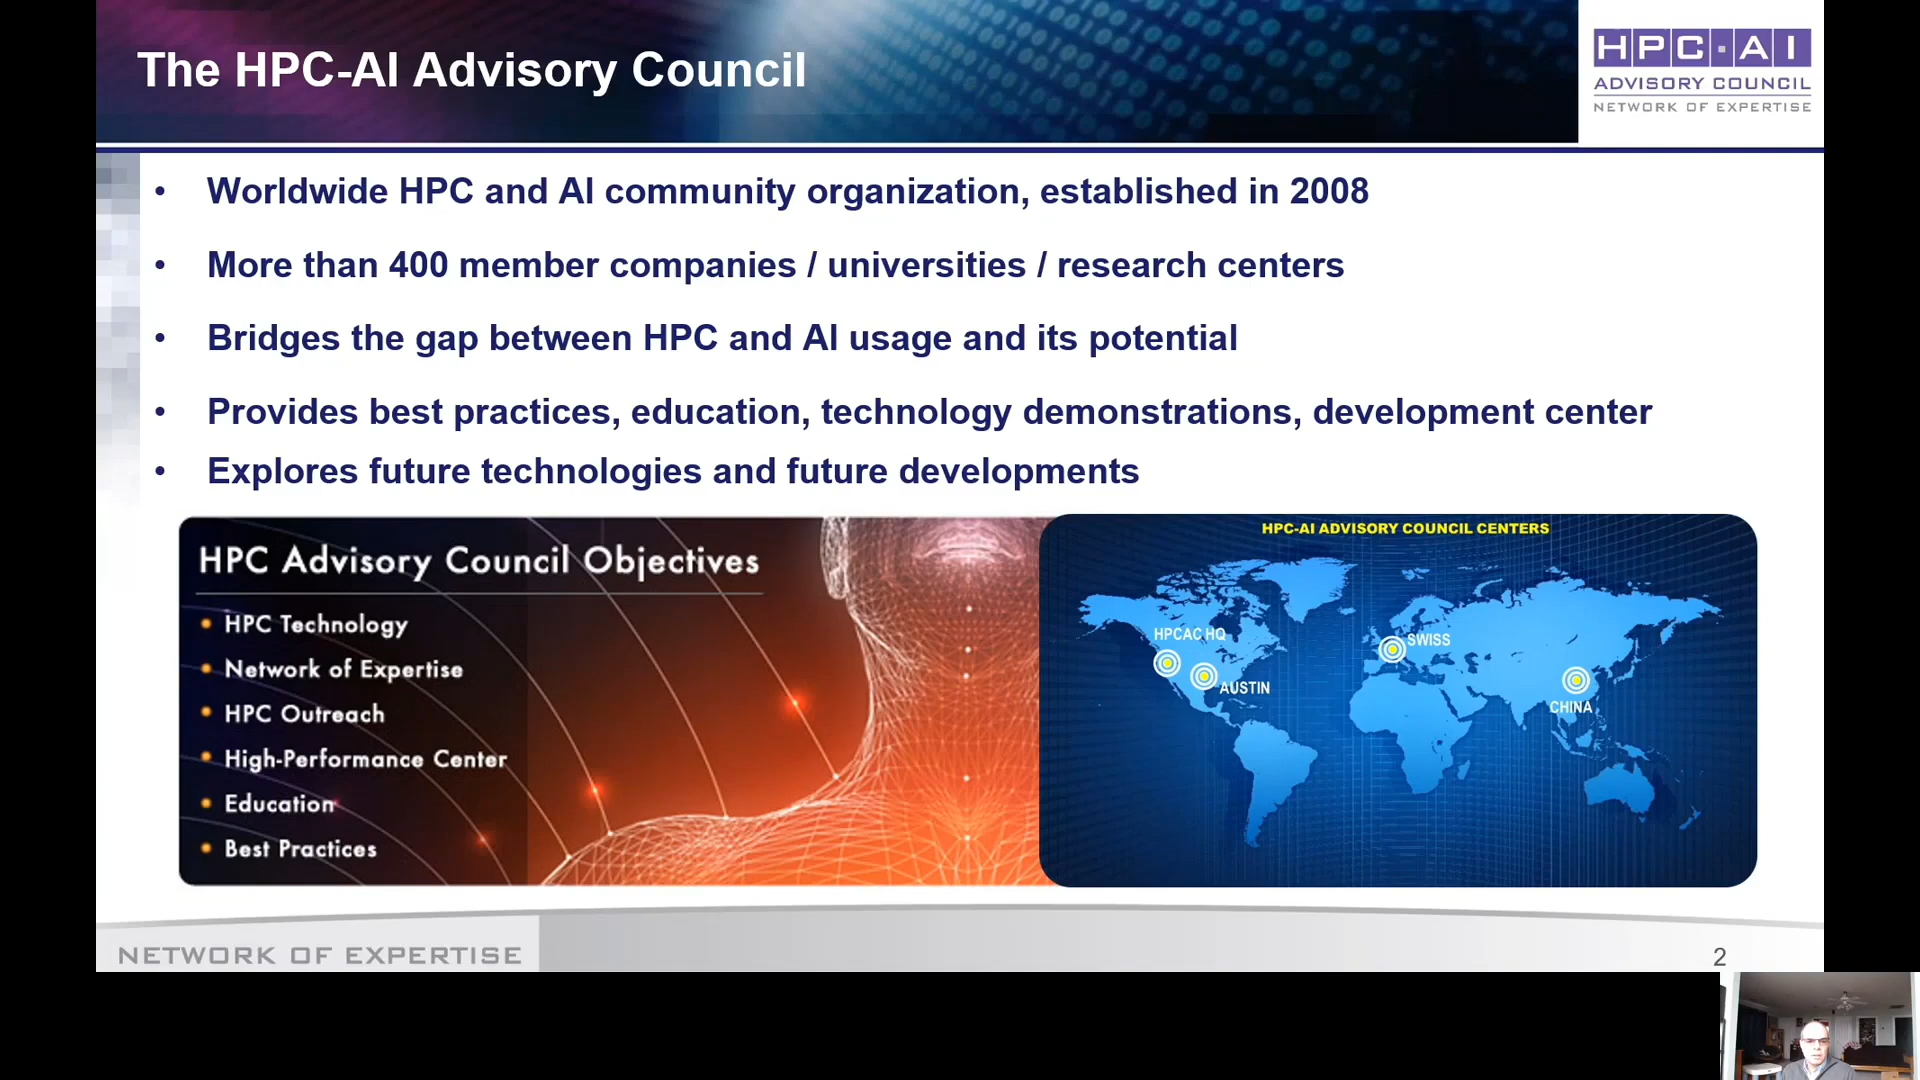 The HPC-AI Advisory Council
HPC·AI
ADVISORY COUNCIL
NETWORK OF EXPERTISE
• Worldwide HPC and AI community organization, established in 2008
• More than 400 member companies / universities / research centers
• Bridges the gap between HPC and AI usage and its potential
• Provides best practices, education, technology demonstrations, development center
• Explores future technologies and future developments
HPC Advisory Council Objectives
• HPC Technology
• Network of Expertise
• HPC Outreach
• High-Performance Center
• Education
• Best Practices
HPC-AI ADVISORY COUNCIL CENTERS
HPCAC HQ
SWISS
AUSTIN
CHINA
NETWORK OF EXPERTISE
2